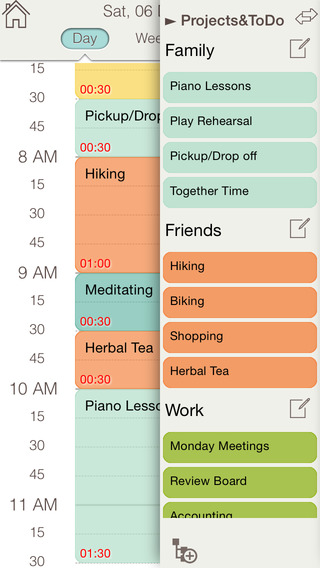 Sat, 06
Day
15
30
00:30
45
Pickup/Drop
00:30
8 AM
Hiking
15
30
45
01:00
9 AM
Meditating
15
30
00:30
Herbal Tea
45
00:30
10 AM
Piano Lesso
15
30
45
11 AM
15
30
01:30
► Projects&ToDo
Family
Piano Lessons
Play Rehearsal
Pickup/Drop off
Together Time
Friends
Hiking
Biking
Shopping
Herbal Tea
Work
Monday Meetings
Review Board
Accounting